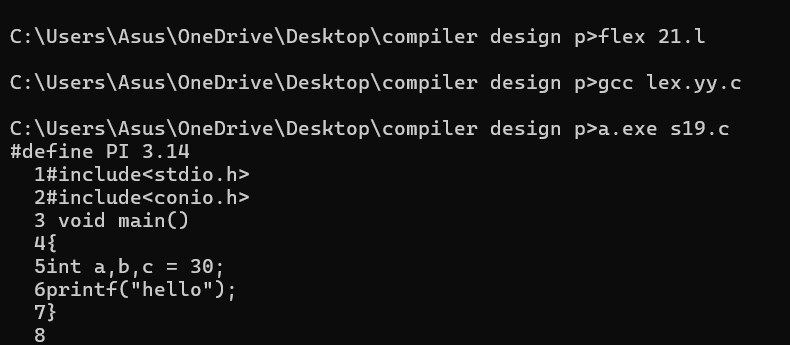 C:\Users\Asus\OneDrive\Desktop\compiler design p>flex 21.l
C:\Users\Asus\OneDrive\Desktop\compiler design p>gcc lex.yy.c
C:\Users\Asus\OneDrive\Desktop\compiler design p>a.exe s19.c
#define PI 3.14
  1#include<stdio.h>
  2#include<conio.h>
  3 void main()
  4{
  5int a,b,c = 30;
  6printf("hello");
  7}
  8